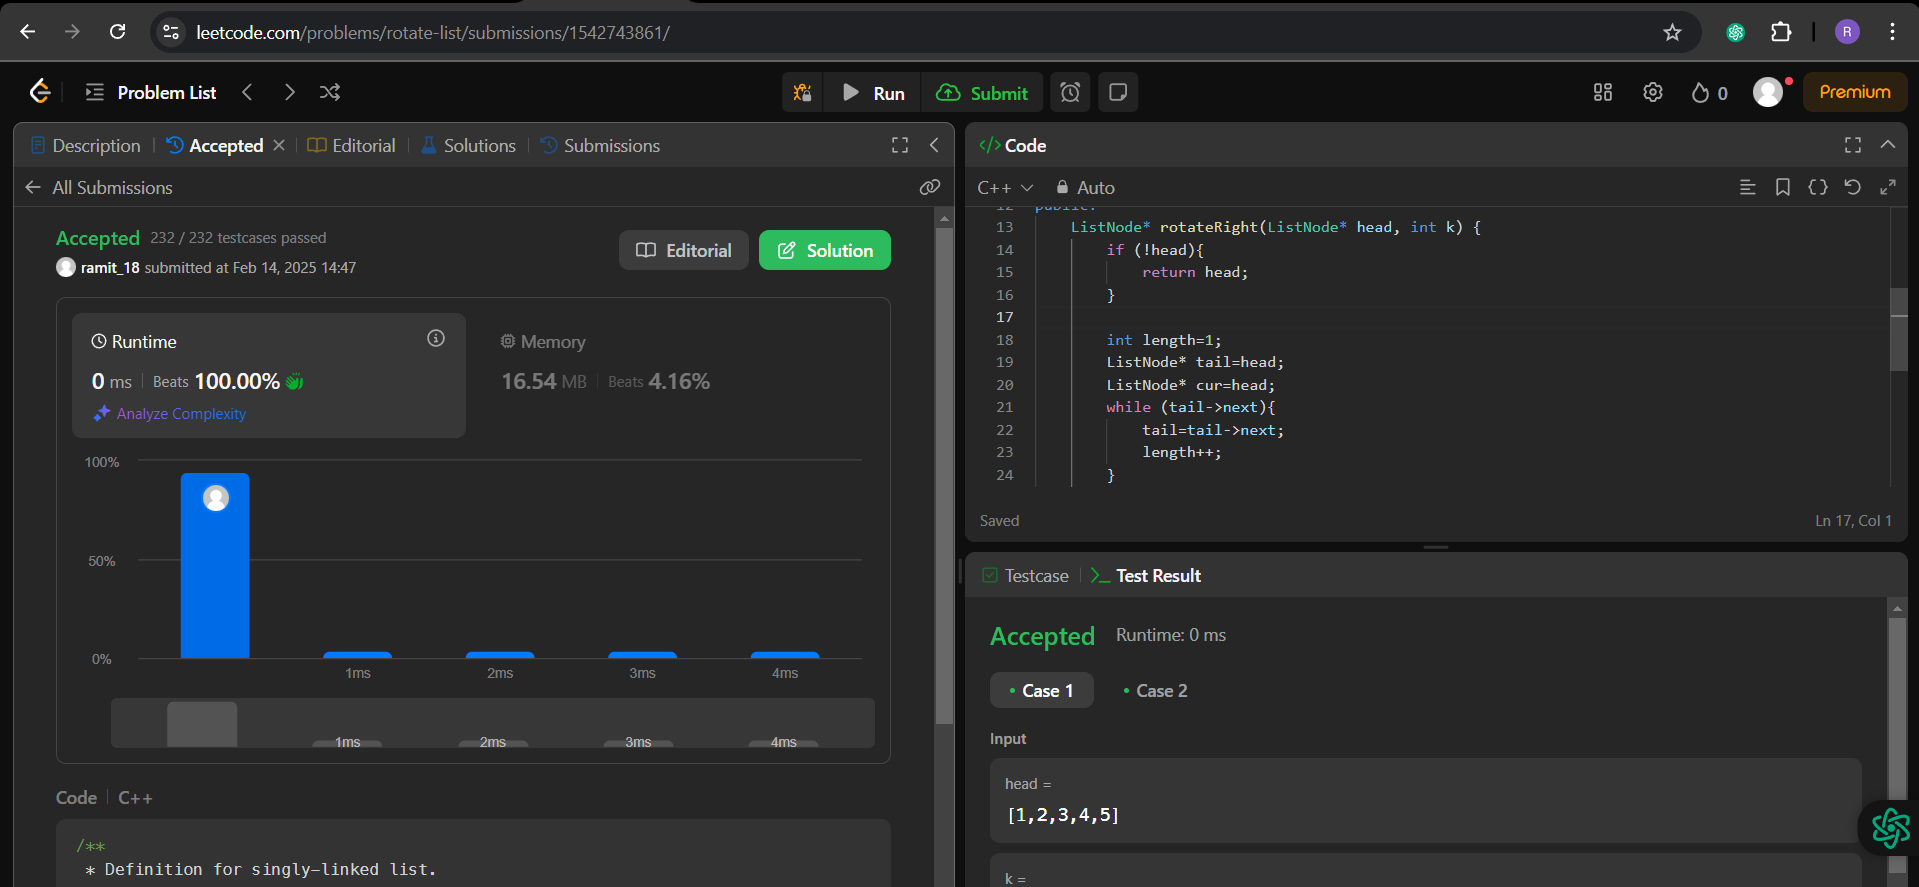 leetcode.com/problems/rotate-list/submissions/1542743861/
R
Problem List
Run
Submit
0
Premium
Description
Accepted
Editorial
Solutions
Submissions
All Submissions
Accepted 232 / 232 testcases passed
ramit_18 submitted at Feb 14, 2025 14:47
Editorial
Solution
Runtime
0 ms Beats 100.00%
Analyze Complexity
Memory
16.54 MB Beats 4.16%
100%
50%
0%
1ms 2ms 3ms 4ms
1ms 2ms 3ms 4ms
Code C++
/**
* Definition for singly-linked list.
</> Code
C++ Auto
12 public:
13 ListNode* rotateRight(ListNode* head, int k) {
14 if (!head){
15 return head;
16 }
17
18 int length=1;
19 ListNode* tail=head;
20 ListNode* cur=head;
21 while (tail->next){
22 tail=tail->next;
23 length++;
24 }
Saved
Ln 17, Col 1
Testcase
>_ Test Result
Accepted Runtime: 0 ms
• Case 1 • Case 2
Input
head =
[1,2,3,4,5]
k =